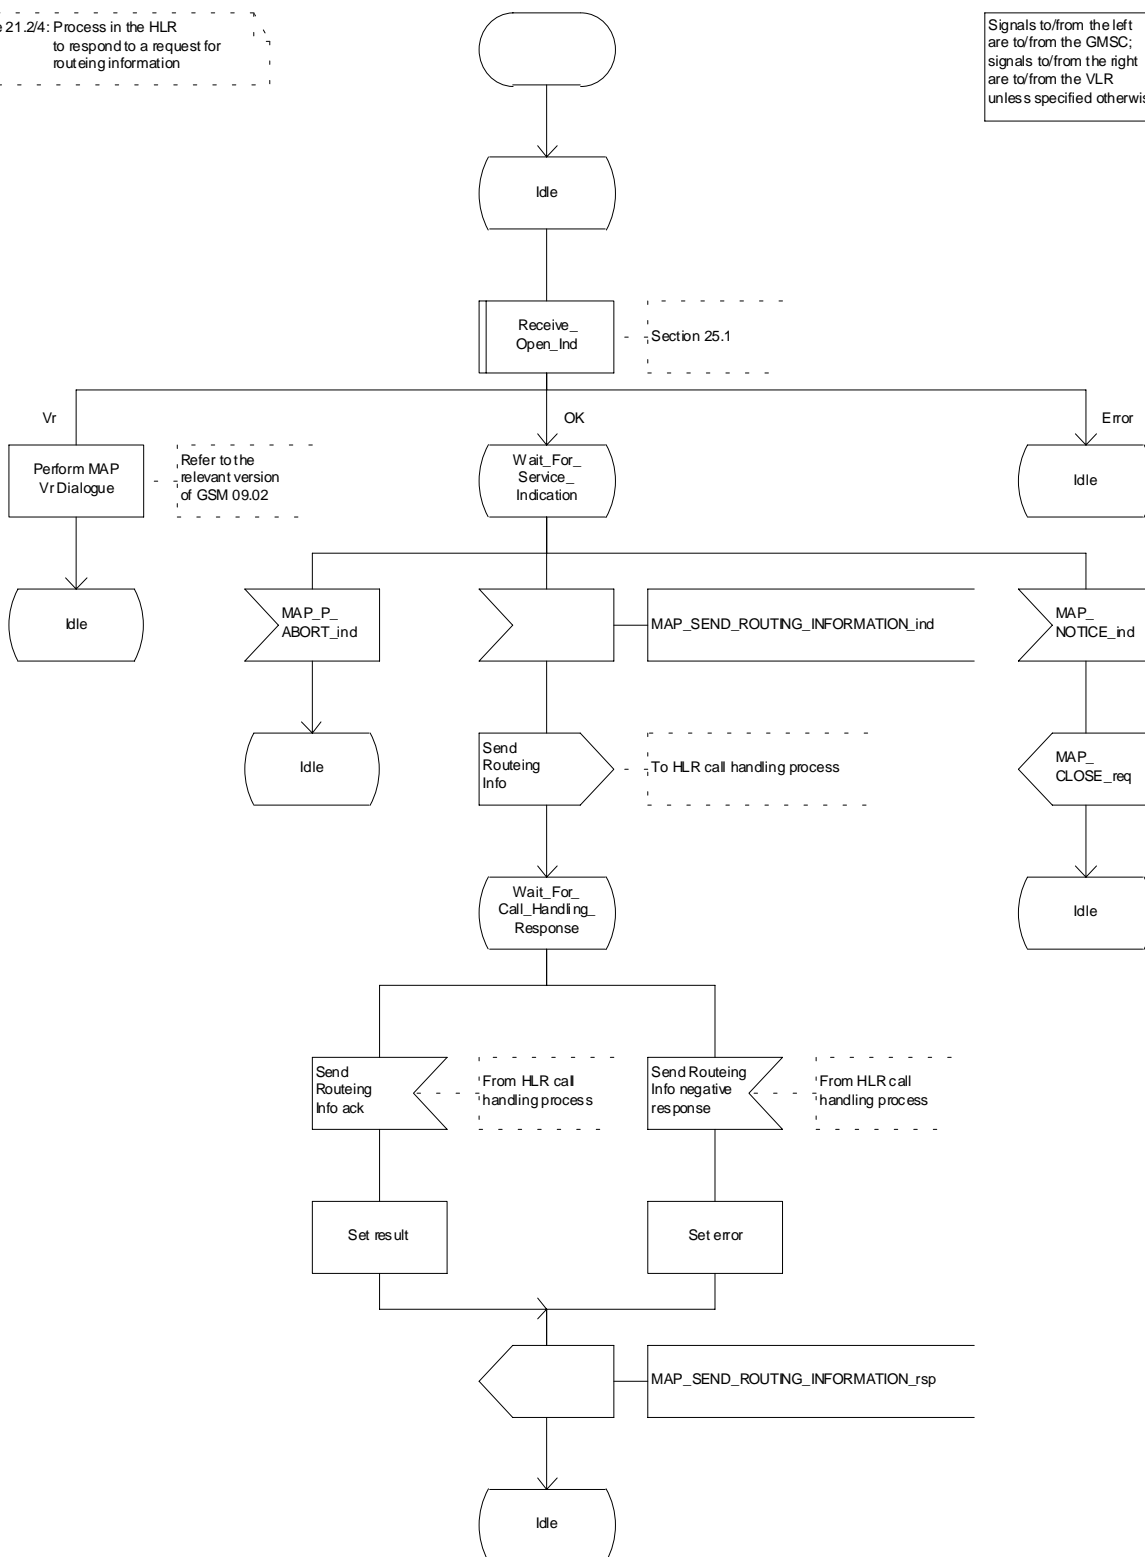 21.2/4: Process in the HLR
to respond to a request for
routeing information
Signals to/from the left
are to/from the GMSC;
signals to/from the right
are to/from the VLR
unless specified
Idle
Receive_
Open_Ind
Section 25.1
Vr
OK
Error
Perform MAP
Vr Dialogue
Refer to the
relevant version
of GSM 09.02
Wait_For_
Service_
Indication
Idle
Idle
MAP_P_
ABORT_ind
MAP_SEND_ROUTING_INFORMATION_ind
MAP_
NOTICE_ind
Idle
Send
Routeing
Info
To HLR call handling process
MAP_
CLOSE_req
Wait_For_
Call_Handling_
Response
Idle
Send
Routeing
Info ack
From HLR call
handling process
Send Routeing
Info negative
response
From HLR call
handling process
Set result
Set error
MAP_SEND_ROUTING_INFORMATION_rsp
Idle